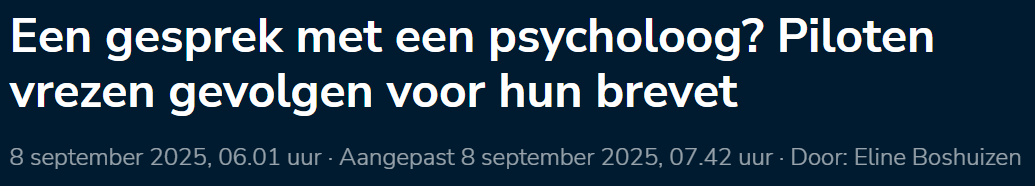 Een gesprek met een psycholoog? Piloten
vrezen gevolgen voor hun brevet
8 september 2025, 06.01 uur · Aangepast 8 september 2025, 07.42 uur · Door: Eline Boshuizen